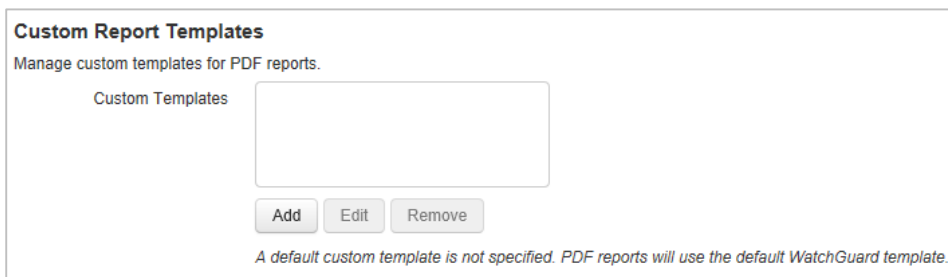 Custom Report Templates
Manage custom templates for PDF reports.
Custom Templates
Add Edit Remove
A default custom template is not specified. PDF reports will use the default WatchGuard template.